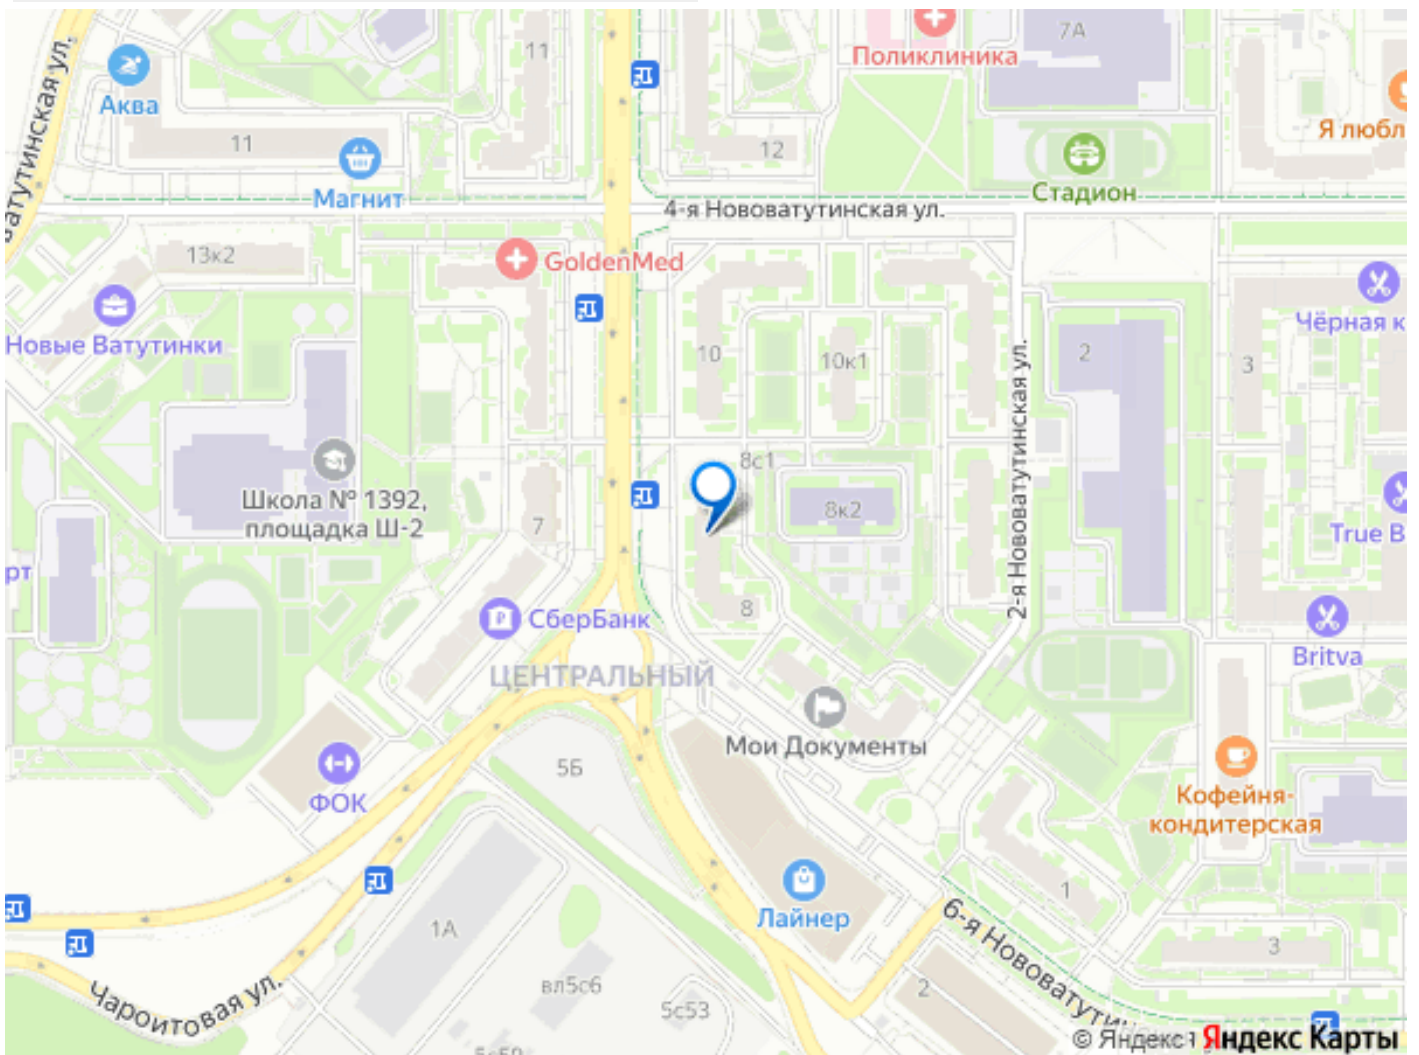 11
7А
Поликлиника
Аква
11
12
Я любл
Магнит
Стадион
4-я Нововатутинская ул.
ватутинская ул.
13к2
GoldenMed
Чёрная к
Новые Ватутинки
10
10к1
2
3
2-я Нововатутинская ул.
8с1
Школа № 1392,
площадка Ш-2
7
8к2
True B
рт
8
СберБанк
Britva
ЦЕНТРАЛЬНЫЙ
Мои Документы
5Б
ФОК
Кофейня-
кондитерская
1
Лайнер
1А
6-я Нововатутин
3
вл5с6
2
Чароитовая ул.
5с53
© Яндекс
Яндекс Карты